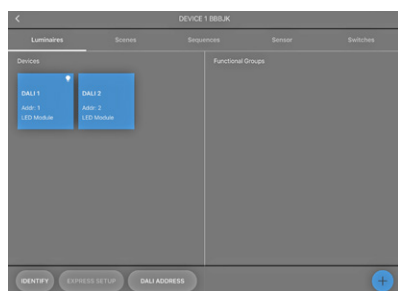 DEVICE 1 B8BJK
Luminaires Scenes Sequences Sensor Switches
Devices Functional Groups
DALI 1 DALI 2
Addr: 1 Addr: 2
LED Module LED Module
IDENTIFY EXPRESS SETUP DALI ADDRESS